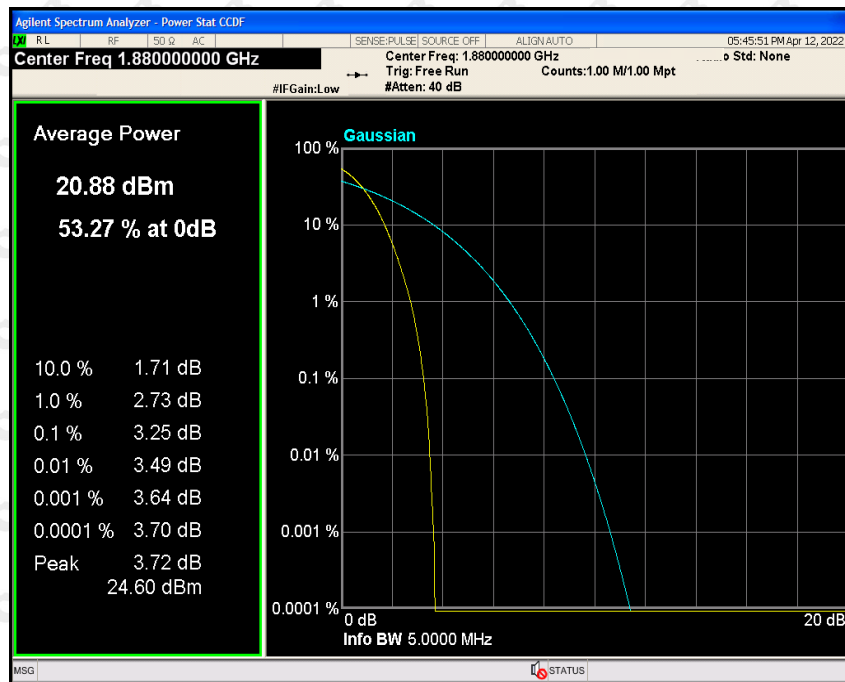 Agilent Spectrum Analyzer - Power Stat CCDF
LXI RL RF 50 Ω AC SENSE:PULSE SOURCE OFF ALIGN AUTO 05:45:51 PM Apr 12, 2022
Center Freq 1.880000000 GHz
Center Freq: 1.880000000 GHz
o Std: None
Trig: Free Run
Counts:1.00 M/1.00 Mpt
#IFGain:Low
#Atten: 40 dB
Average Power
20.88 dBm
53.27 % at 0dB
10.0 % 1.71 dB
1.0 % 2.73 dB
0.1 % 3.25 dB
0.01 % 3.49 dB
0.001 % 3.64 dB
0.0001 % 3.70 dB
Peak 3.72 dB
24.60 dBm
Gaussian
100 %
10 %
1 %
0.1 %
0.01 %
0.001 %
0.0001 %
0 dB 20 dB
Info BW 5.0000 MHz
MSG STATUS